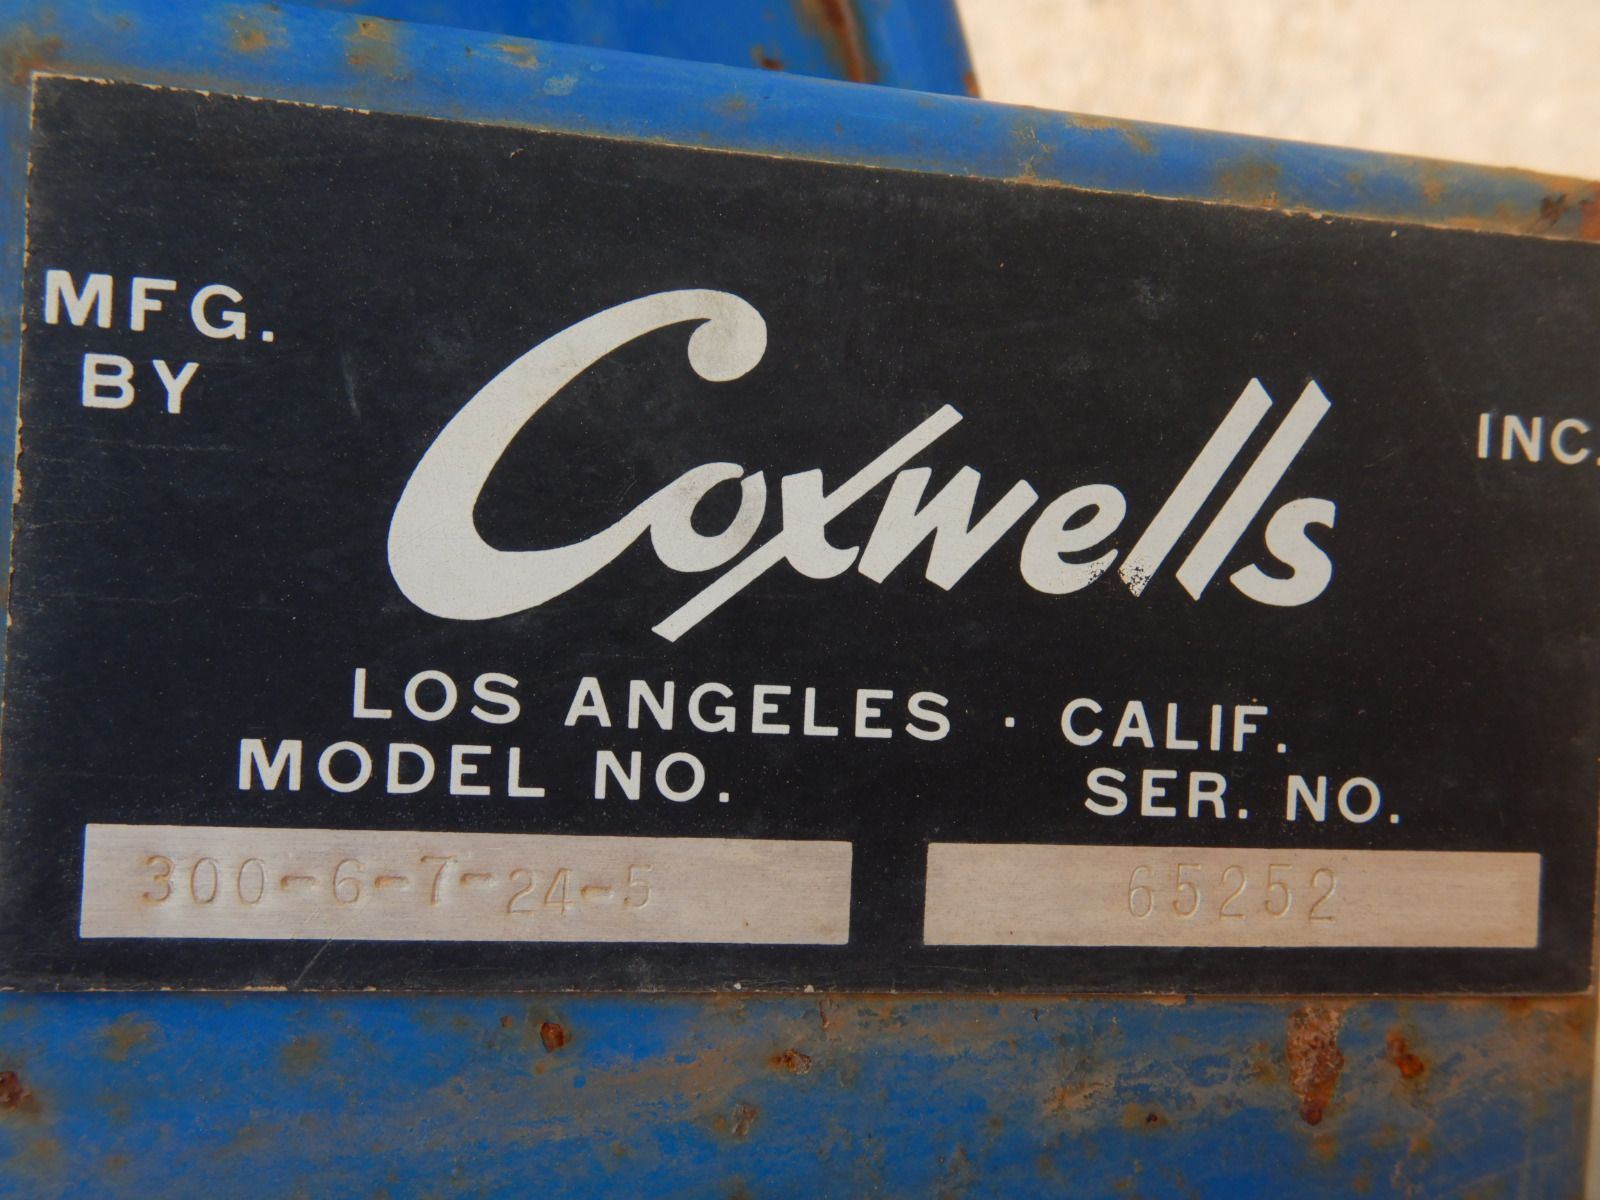 MFG.
BY
Coxwells
INC.
LOS ANGELES · CALIF.
MODEL NO.
SER. NO.
300-6-7-24-5
65252